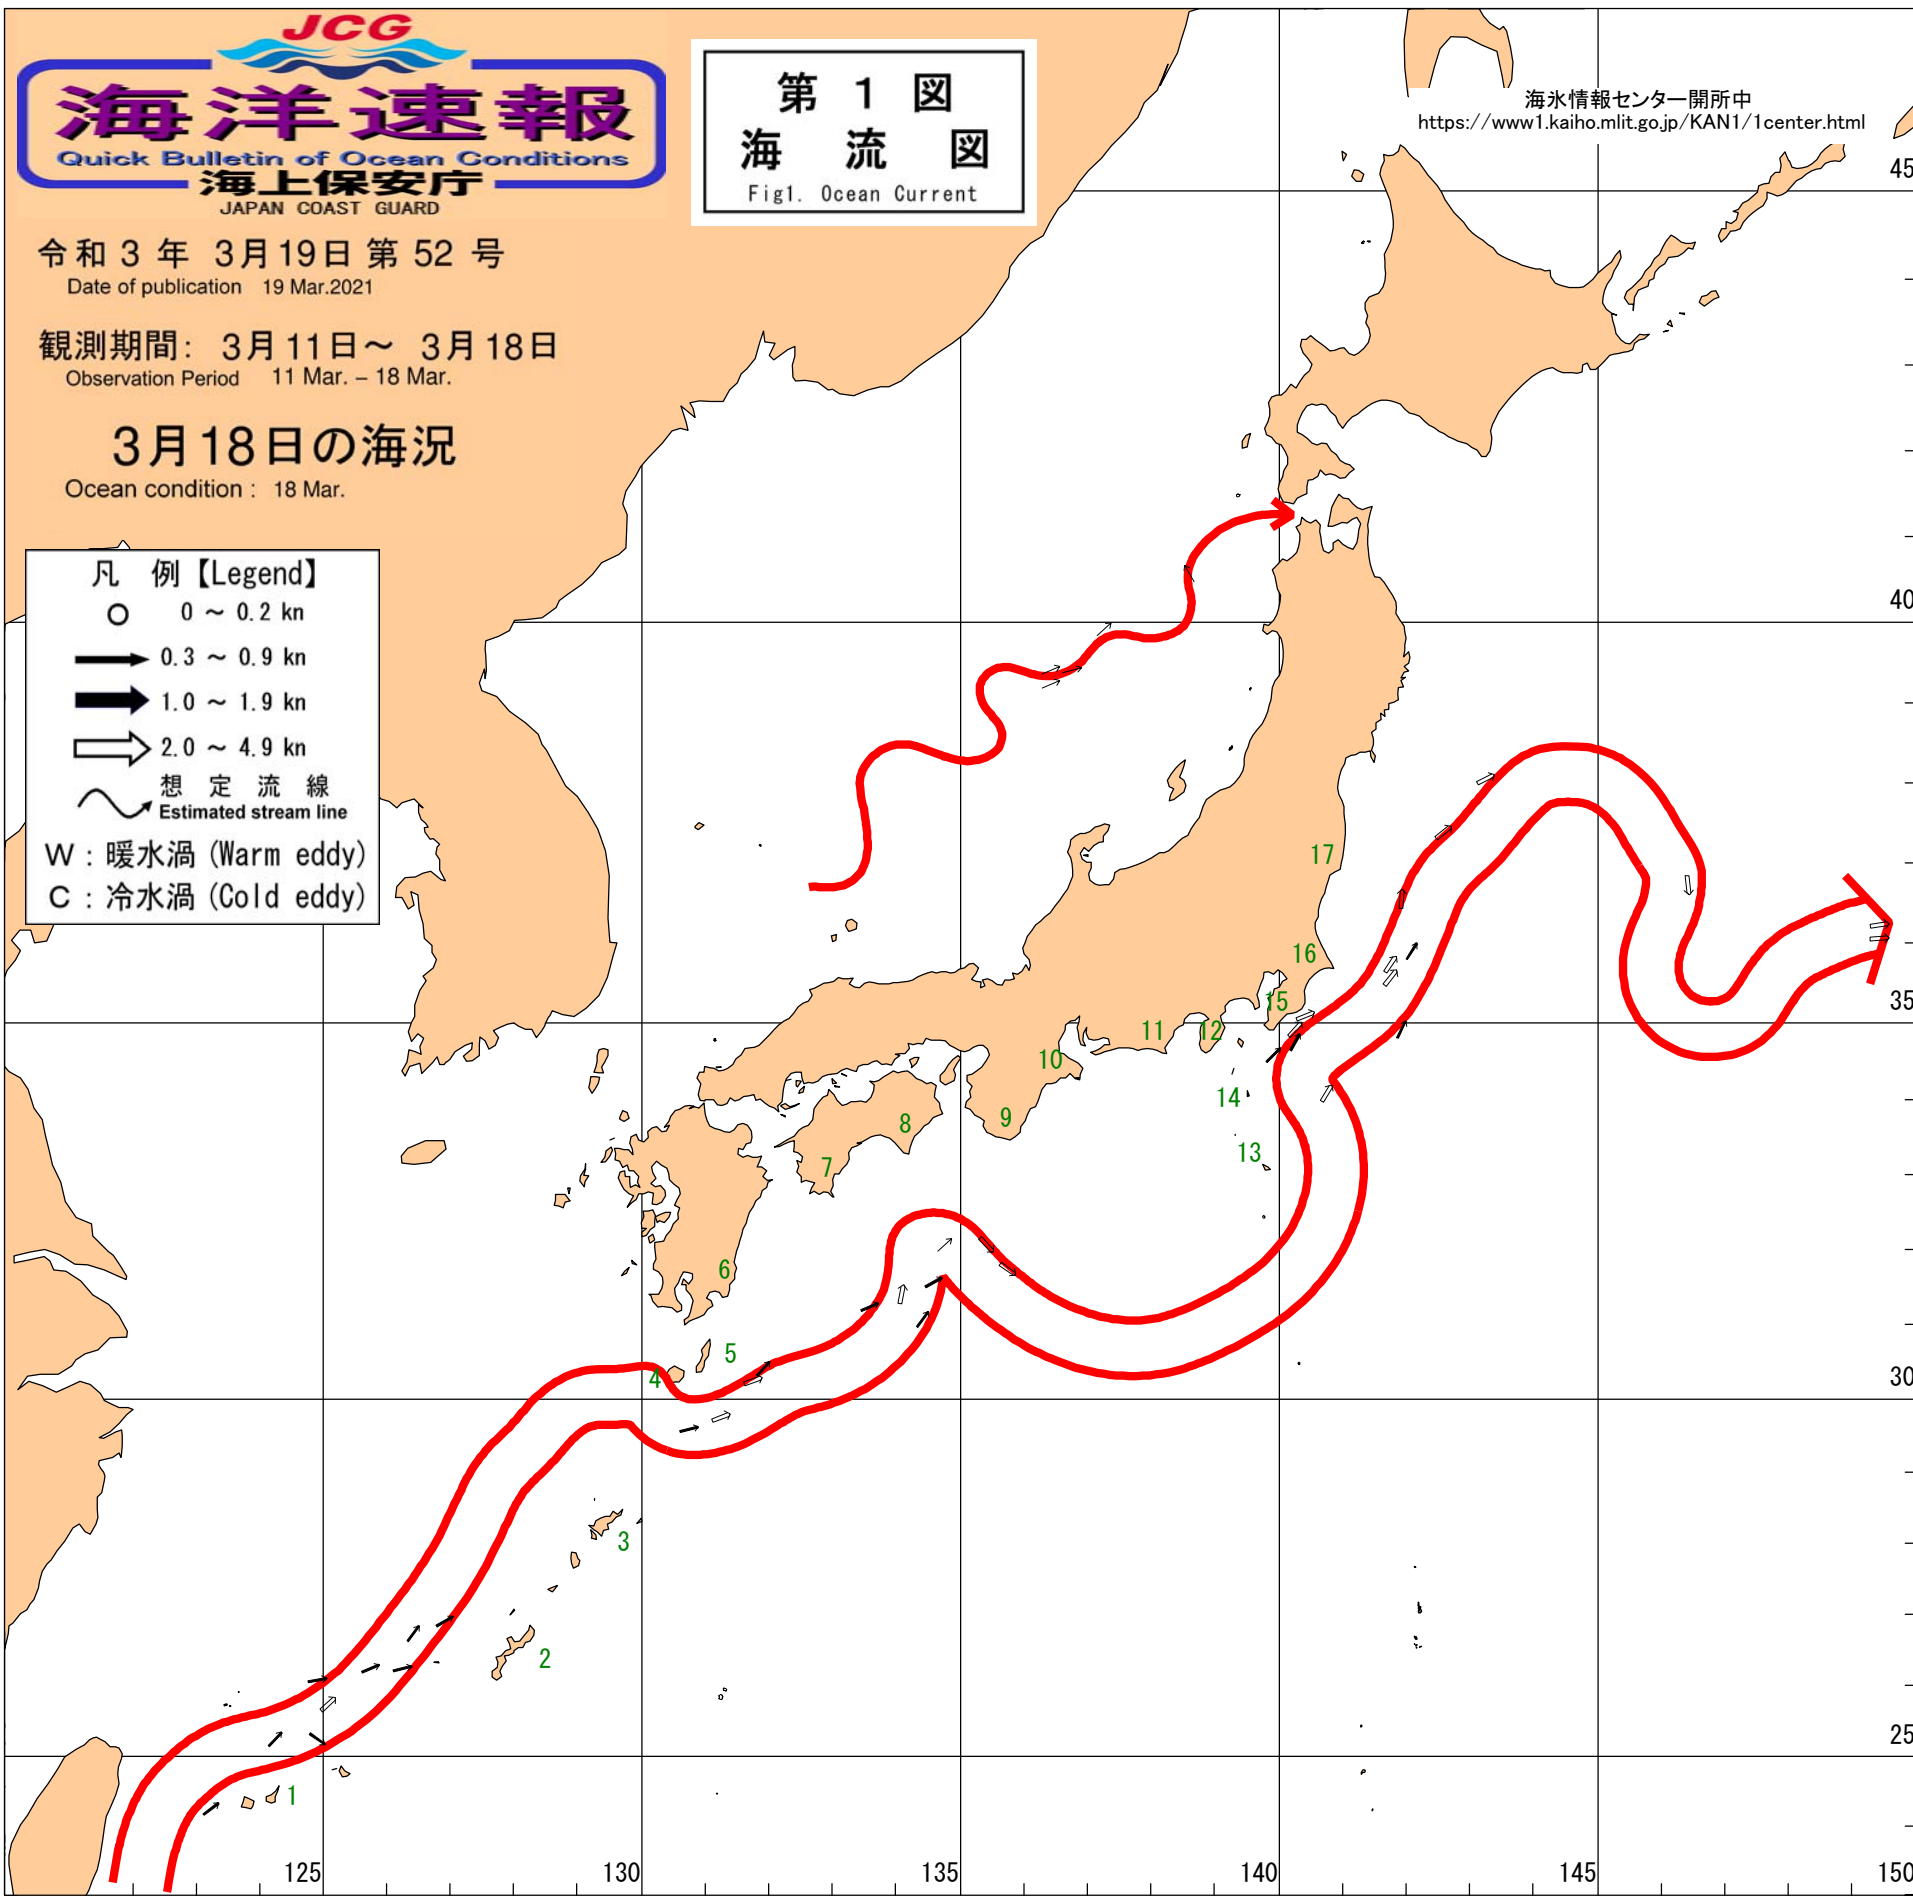 JCG
海洋速報
Quick Bulletin of Ocean Conditions
海上保安庁
JAPAN COAST GUARD
第 1 図
海 流 図
Fig1. Ocean Current
海氷情報センター開所中
https://www1.kaiho.mlit.go.jp/KAN1/1center.html
令和 3 年 3月19日 第 52 号
Date of publication 19 Mar.2021
観測期間: 3月11日～ 3月18日
Observation Period 11 Mar. – 18 Mar.
3月18日の海況
Ocean condition : 18 Mar.
凡 例【Legend】
0 ～ 0.2 kn
0.3 ～ 0.9 kn
1.0 ～ 1.9 kn
2.0 ～ 4.9 kn
想 定 流 線
Estimated stream line
W : 暖水渦 (Warm eddy)
C : 冷水渦 (Cold eddy)
45
40
17
16
35
15
11
12
10
14
8
9
13
7
6
5
4
30
3
2
25
1
125
130
135
140
145
150